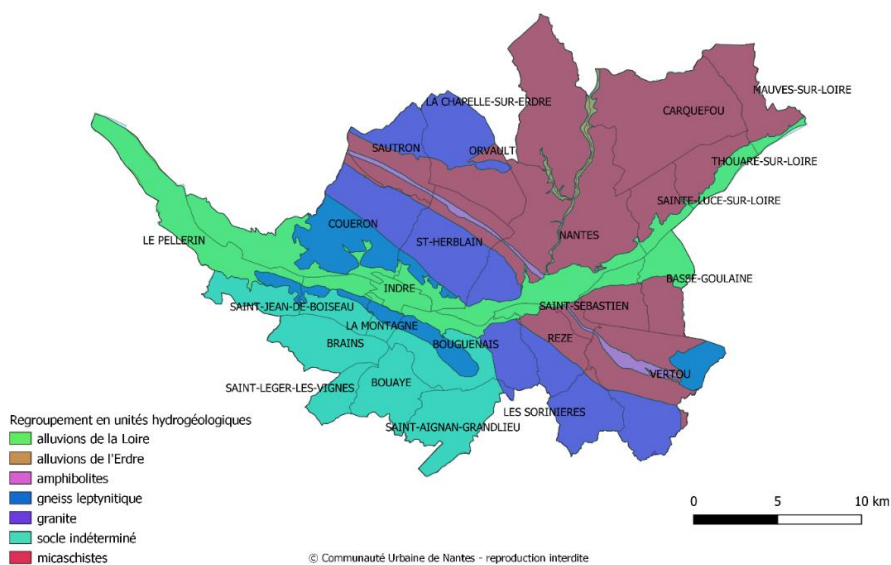 MAUVES-SUR-LOIRE
LA CHAPELLE-SUR-ERDRE
CARQUEFOU
SAUTRON
ORVAULT
THOUARE-SUR-LOIRE
SAINTE-LUCE-SUR-LOIRE
COUERON
NANTES
LE PELLERIN
ST-HERBLAIN
BASSE-GOULAINE
INDRE
SAINT-SEBASTIEN
SAINT-JEAN-DE-BOISEAU
LA MONTAGNE
REZE
BRAINS
BOUGUENAIS
VERTOU
SAINT-LEGER-LES-VIGNES
BOUAYE
LES SORINIERES
SAINT-AIGNAN-GRANDLIEU
Regroupement en unités hydrogéologiques
alluvions de la Loire
alluvions de l'Erdre
amphibolites
gneiss leptynitique
granite
socle indéterminé
micaschistes
0 5 10 km
© Communauté Urbaine de Nantes - reproduction interdite